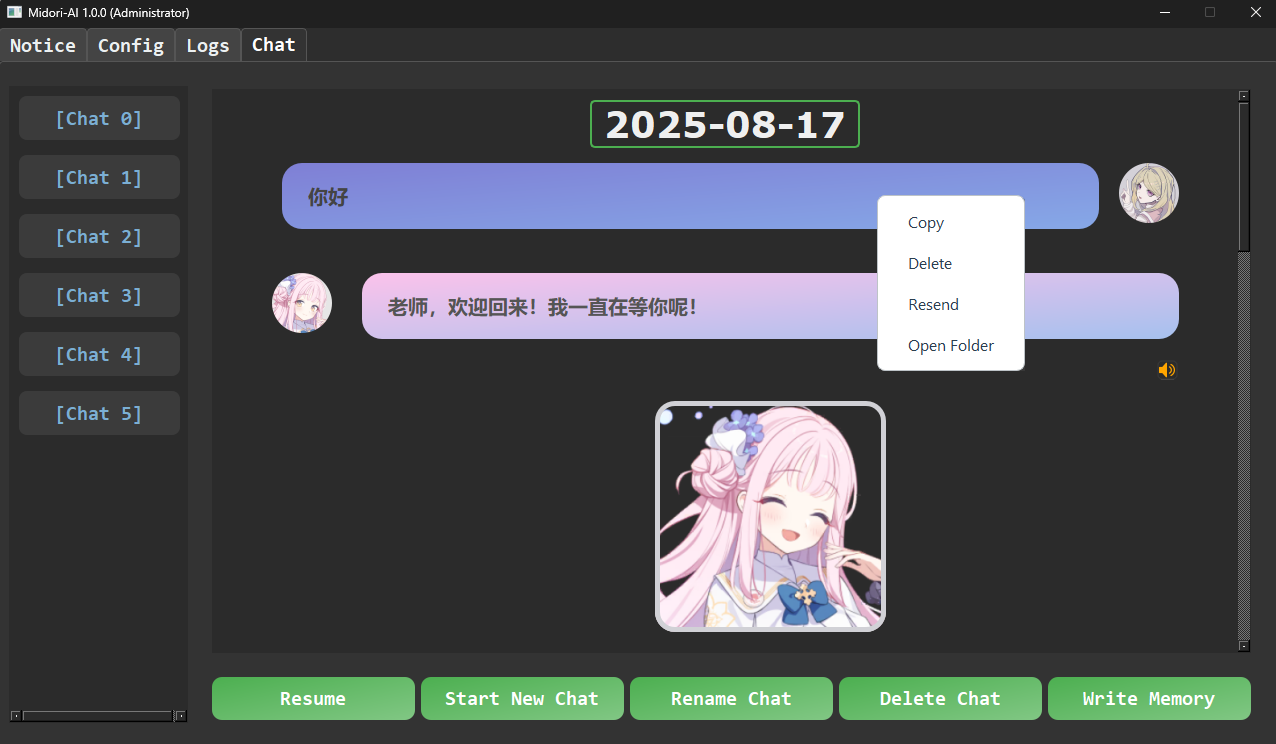 Midori-AI 1.0.0 (Administrator)
Notice Config Logs Chat
[Chat 0]
[Chat 1]
[Chat 2]
[Chat 3]
[Chat 4]
[Chat 5]
2025-08-17
你好
老师，欢迎回来！我一直在等你呢！
Copy
Delete
Resend
Open Folder
Resume Start New Chat Rename Chat Delete Chat Write Memory